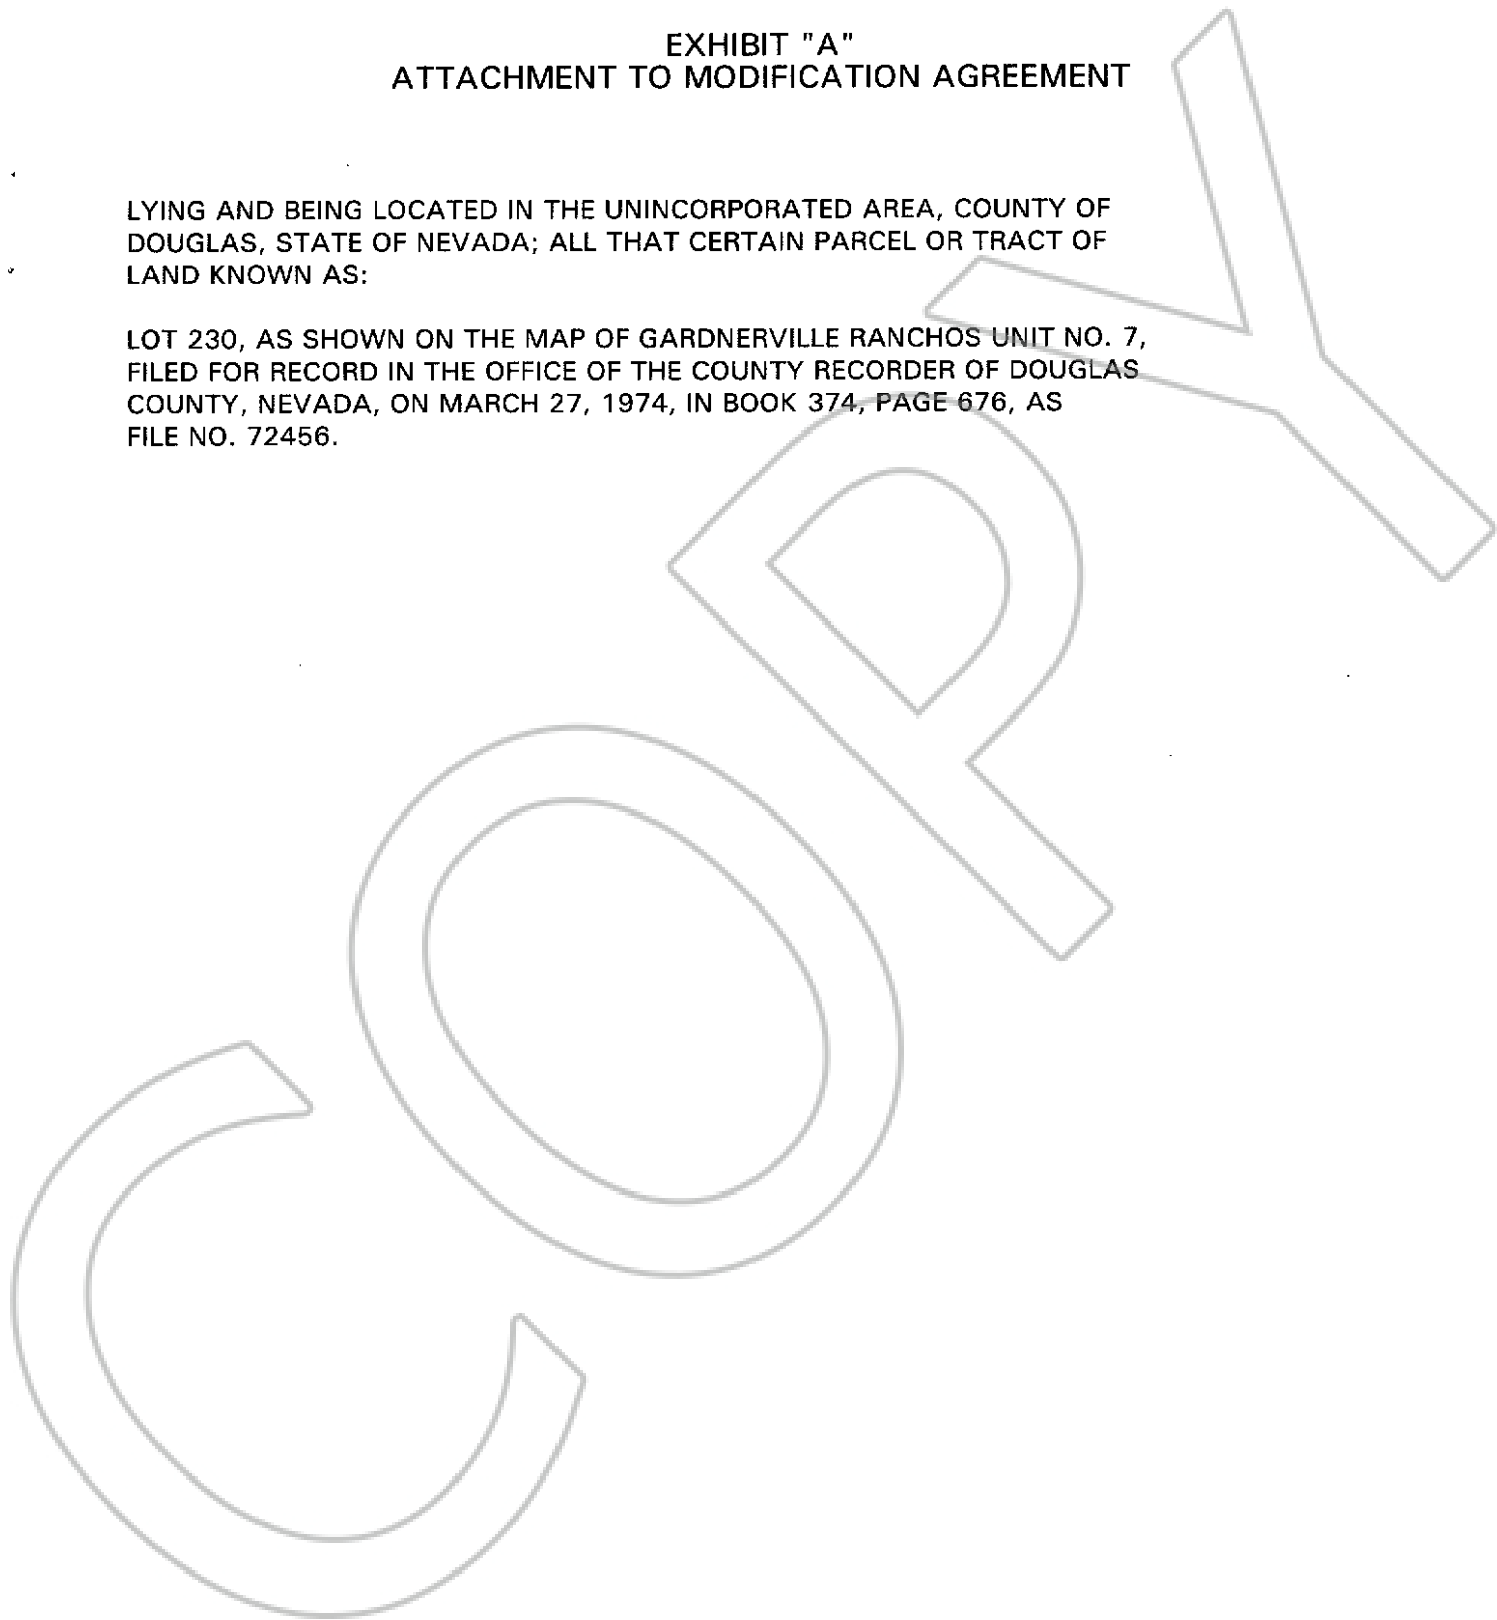 EXHIBIT "A"
ATTACHMENT TO MODIFICATION AGREEMENT
LYING AND BEING LOCATED IN THE UNINCORPORATED AREA, COUNTY OF
DOUGLAS, STATE OF NEVADA; ALL THAT CERTAIN PARCEL OR TRACT OF
LAND KNOWN AS:
LOT 230, AS SHOWN ON THE MAP OF GARDNERVILLE RANCHOS UNIT NO. 7,
FILED FOR RECORD IN THE OFFICE OF THE COUNTY RECORDER OF DOUGLAS
COUNTY, NEVADA, ON MARCH 27, 1974, IN BOOK 374, PAGE 676, AS
FILE NO. 72456.
COPY